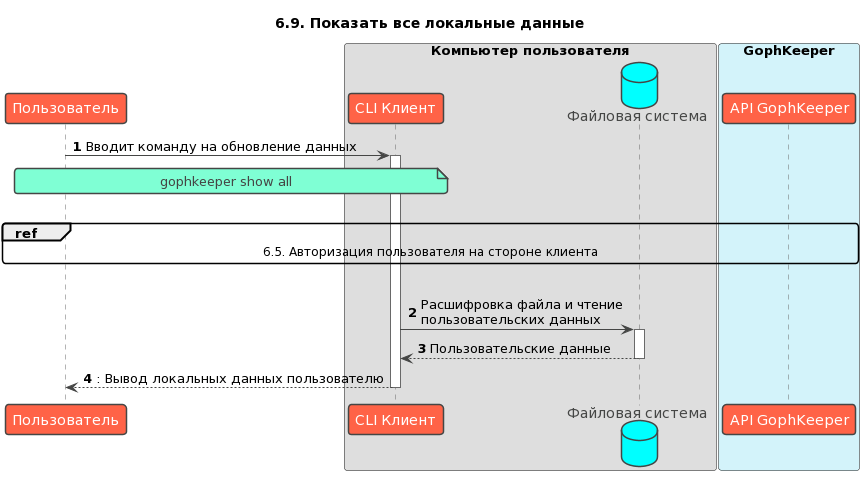 6.9. Показать все локальные данные
Компьютер пользователя
GophKeeper
Пользователь
CLI Клиент
Файловая система
API GophKeeper
1 Вводит команду на обновление данных
gophkeeper show all
ref
6.5. Авторизация пользователя на стороне клиента
2 Расшифровка файла и чтение
пользовательских данных
3 Пользовательские данные
4 : Вывод локальных данных пользователю
Пользователь
CLI Клиент
Файловая система
API GophKeeper